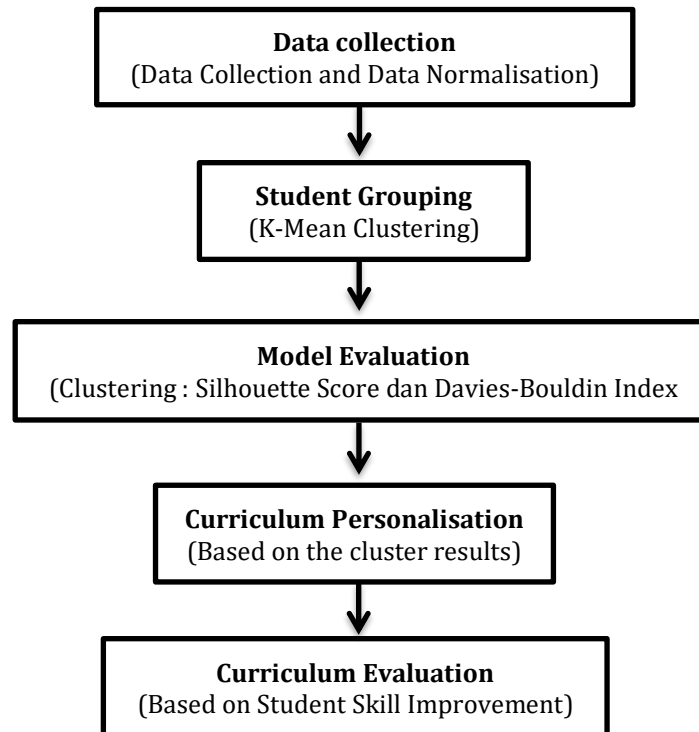 Data collection
(Data Collection and Data Normalisation)
Student Grouping
(K-Mean Clustering)
Model Evaluation
(Clustering : Silhouette Score dan Davies-Bouldin Index
Curriculum Personalisation
(Based on the cluster results)
Curriculum Evaluation
(Based on Student Skill Improvement)